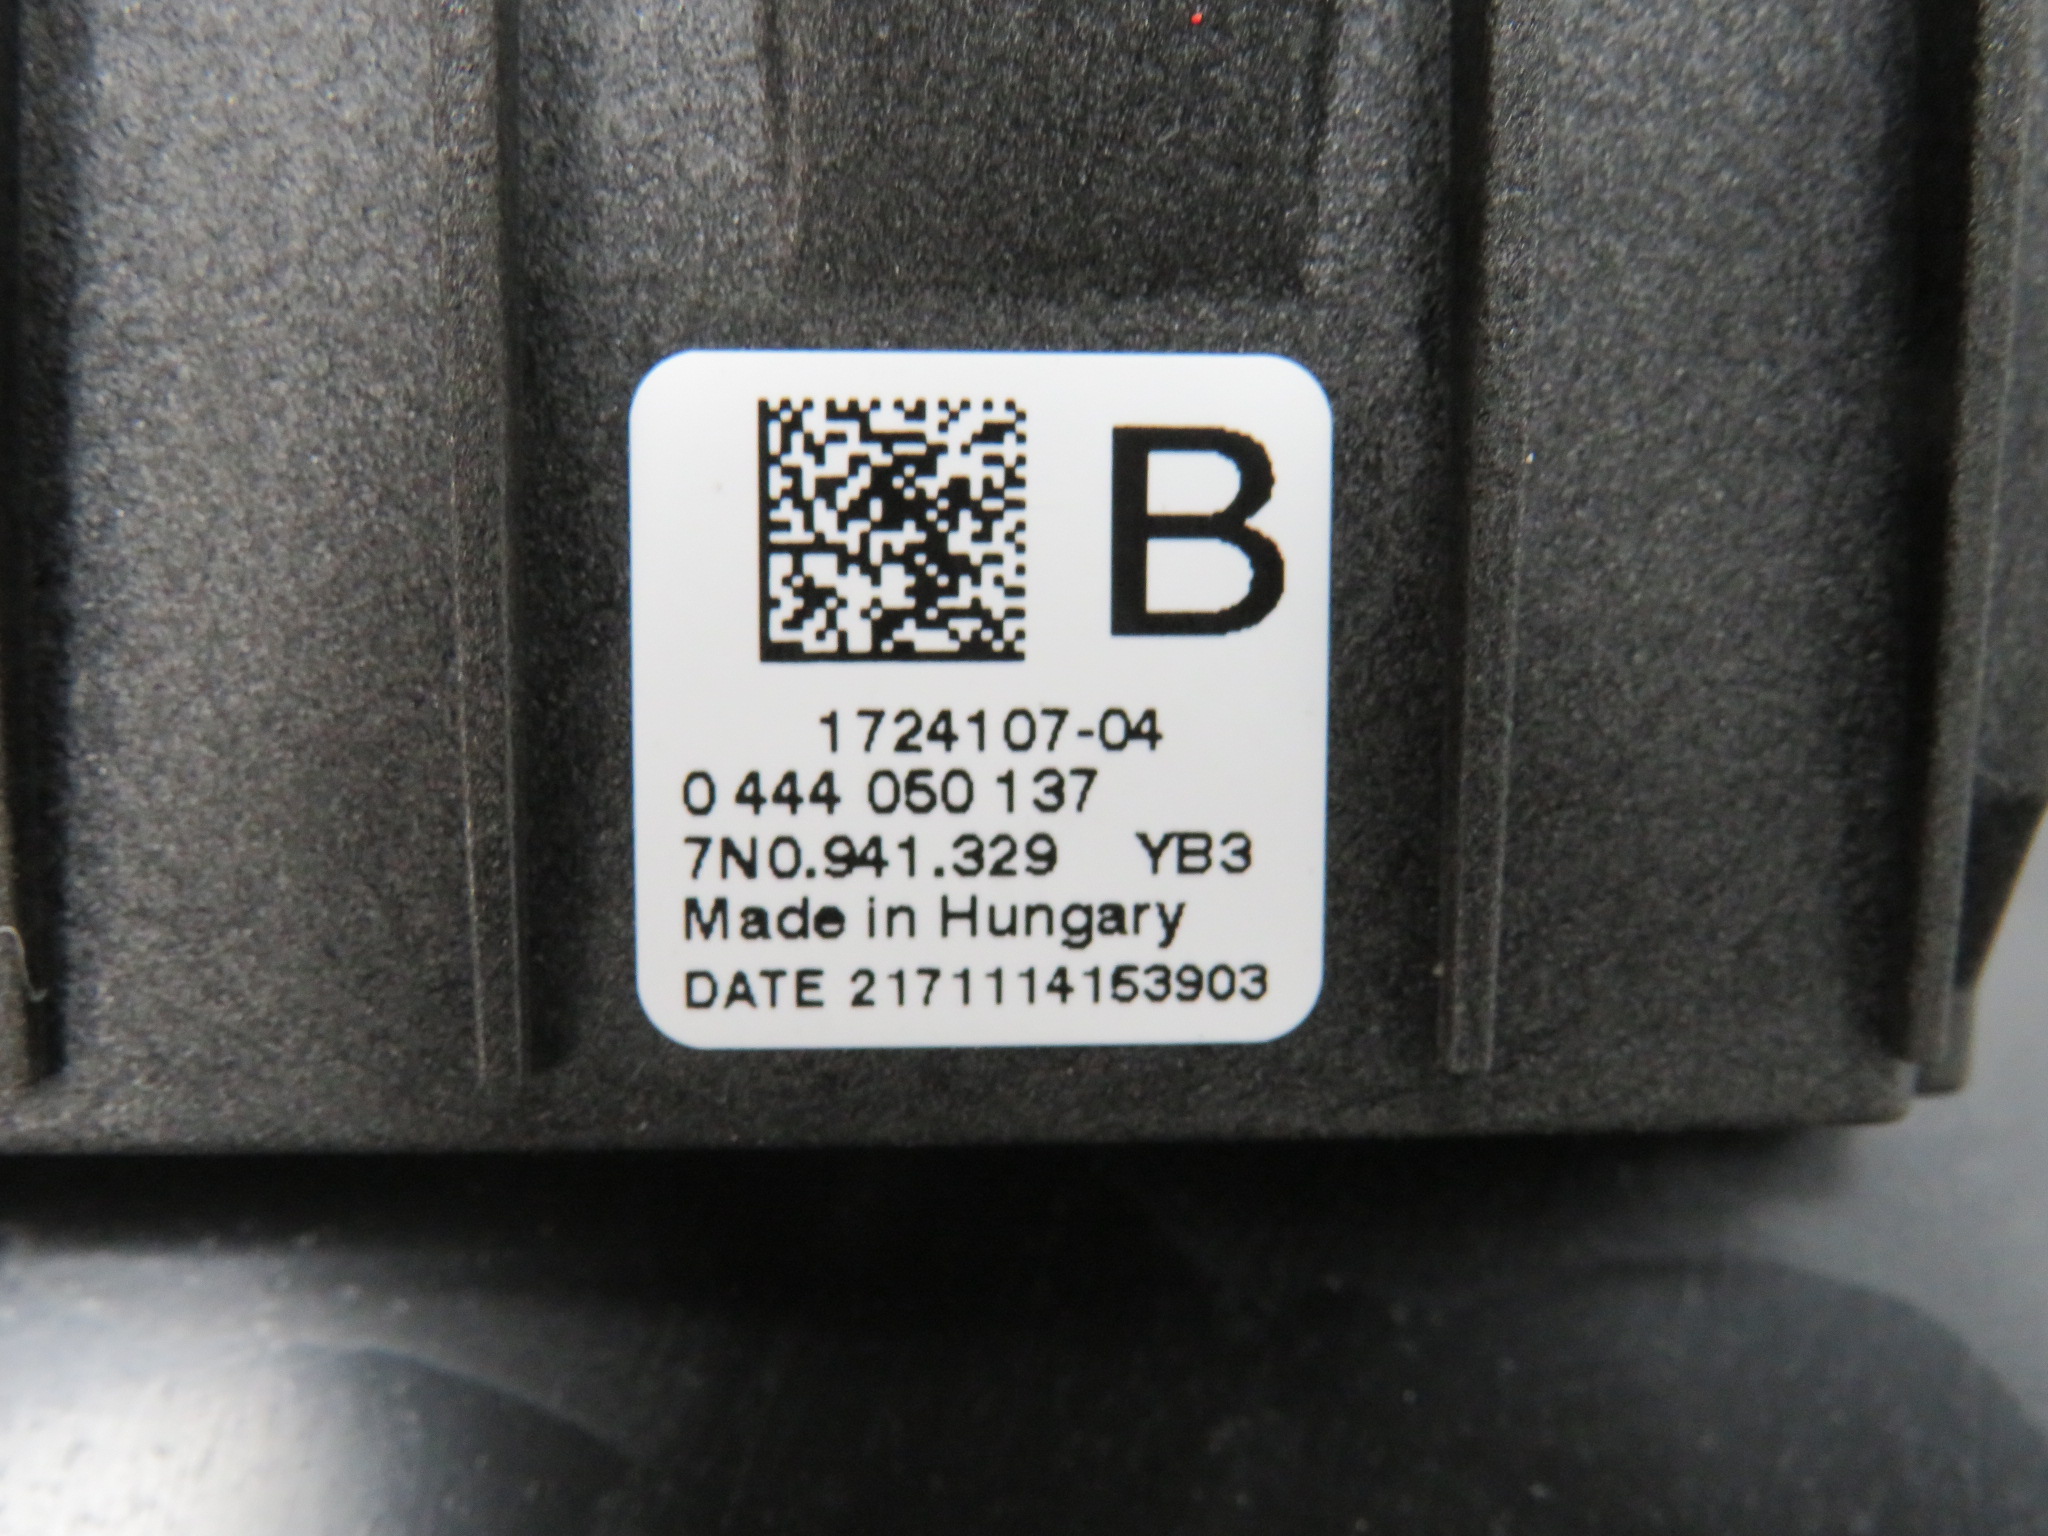 B
1724107-04
0 444 050 137
7N0.941.329 YB3
Made in Hungary
DATE 2171114153903